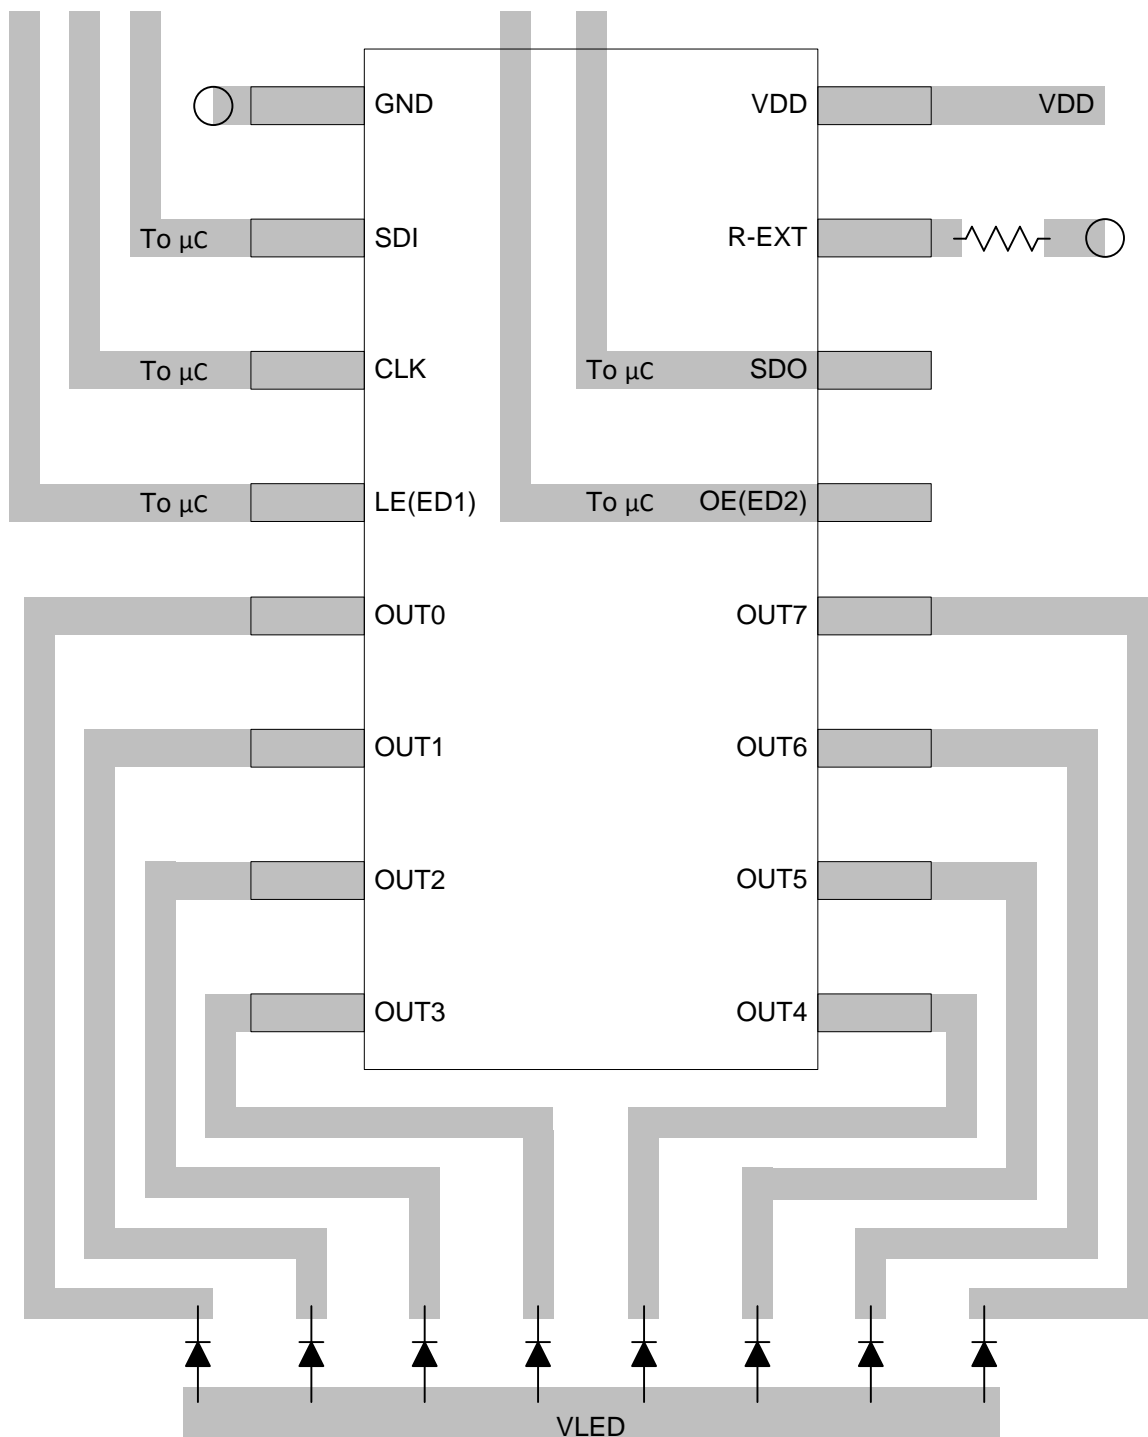 GND VDD VDD
To µC SDI R-EXT
To µC CLK To µC SDO
To µC LE(ED1) To µC OE(ED2)
OUT0 OUT7
OUT1 OUT6
OUT2 OUT5
OUT3 OUT4
VLED